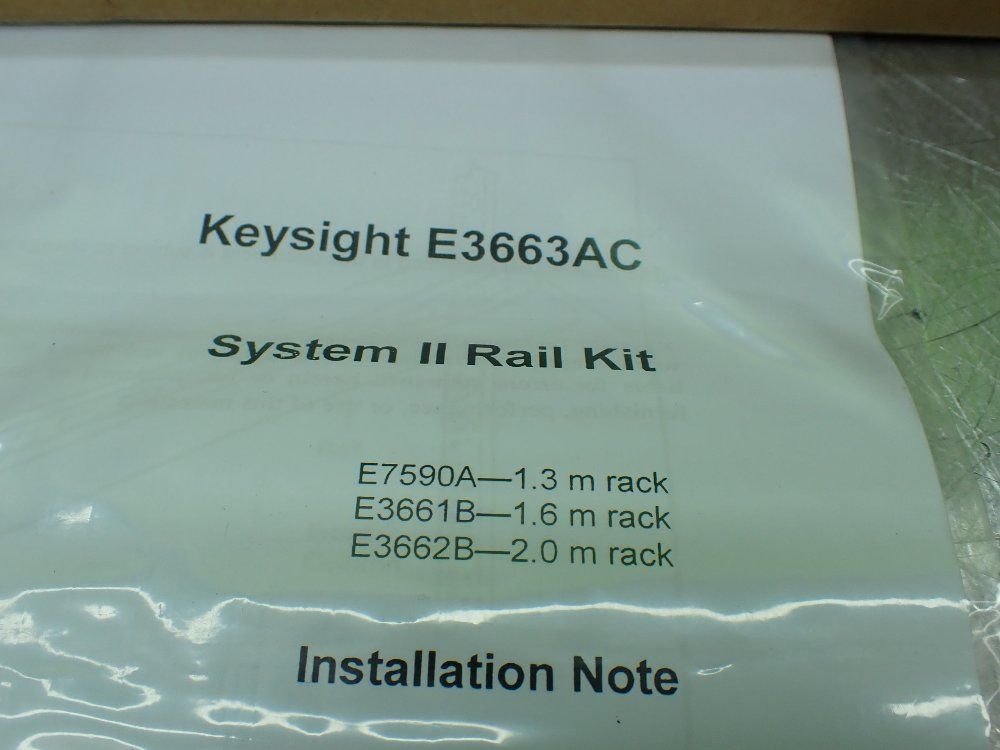 Keysight E3663AC
System II Rail Kit
E7590A—1.3 m rack
E3661B—1.6 m rack
E3662B—2.0 m rack
Installation Note